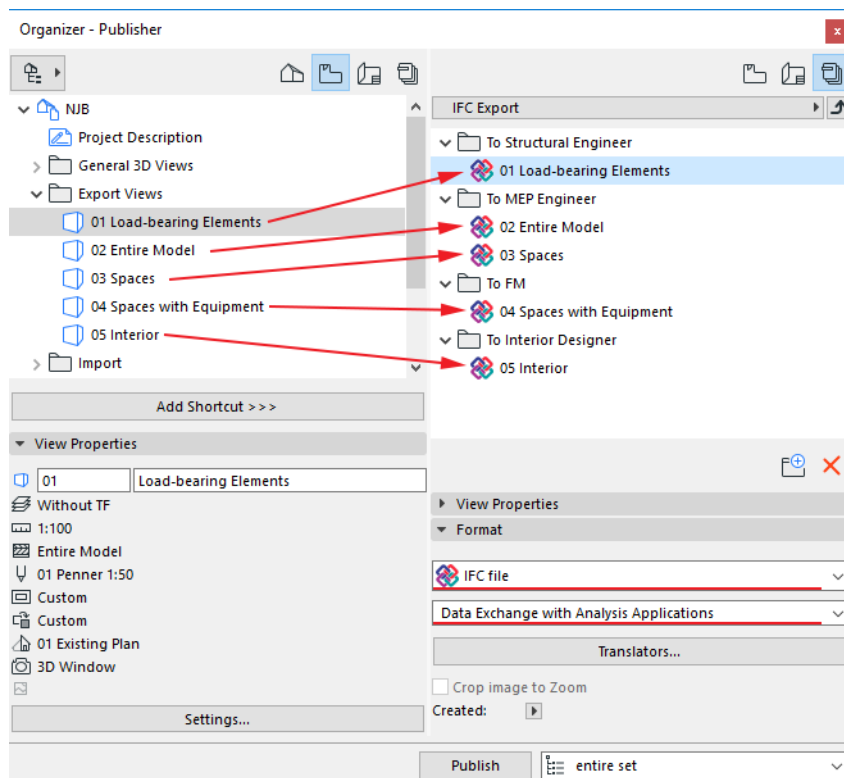 Organizer - Publisher
x
NJB
Project Description
General 3D Views
Export Views
01 Load-bearing Elements
02 Entire Model
03 Spaces
04 Spaces with Equipment
05 Interior
Import
Add Shortcut >>>
View Properties
01
Load-bearing Elements
Without TF
1:100
Entire Model
01 Penner 1:50
Custom
Custom
01 Existing Plan
3D Window
Settings...
IFC Export
To Structural Engineer
01 Load-bearing Elements
To MEP Engineer
02 Entire Model
03 Spaces
To FM
04 Spaces with Equipment
To Interior Designer
05 Interior
View Properties
Format
IFC file
Data Exchange with Analysis Applications
Translators...
Crop image to Zoom
Created:
Publish
entire set